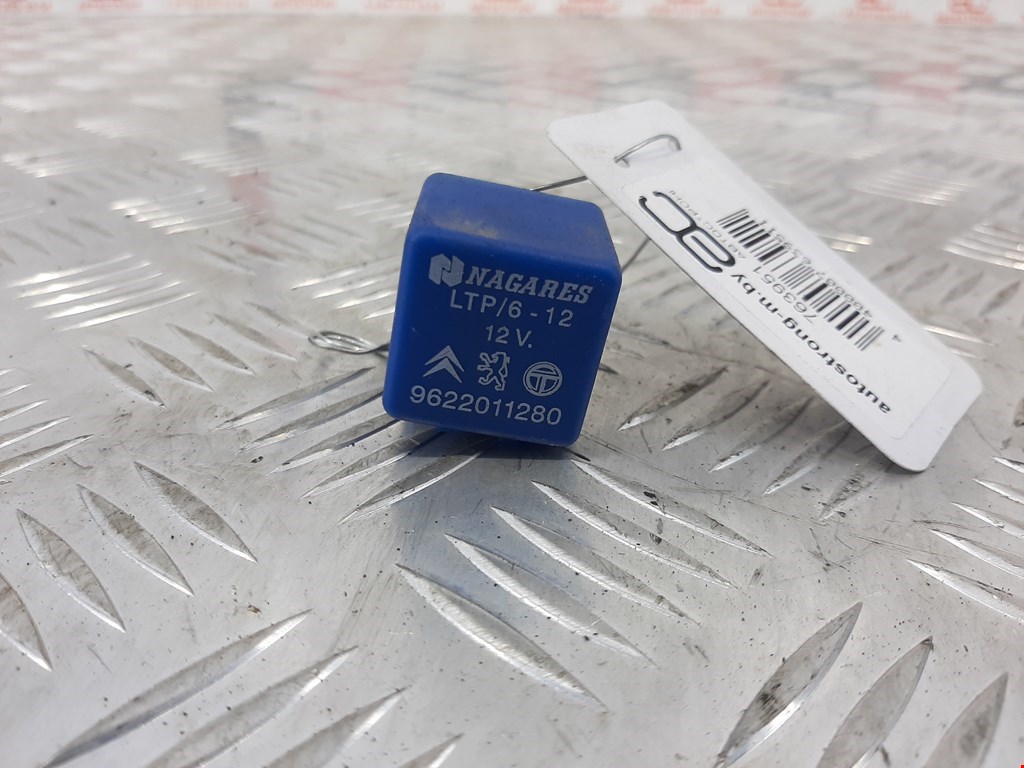 NAGARES
LTP/6 - 12
12 V.
9622011280
autostrong-m.by
763951